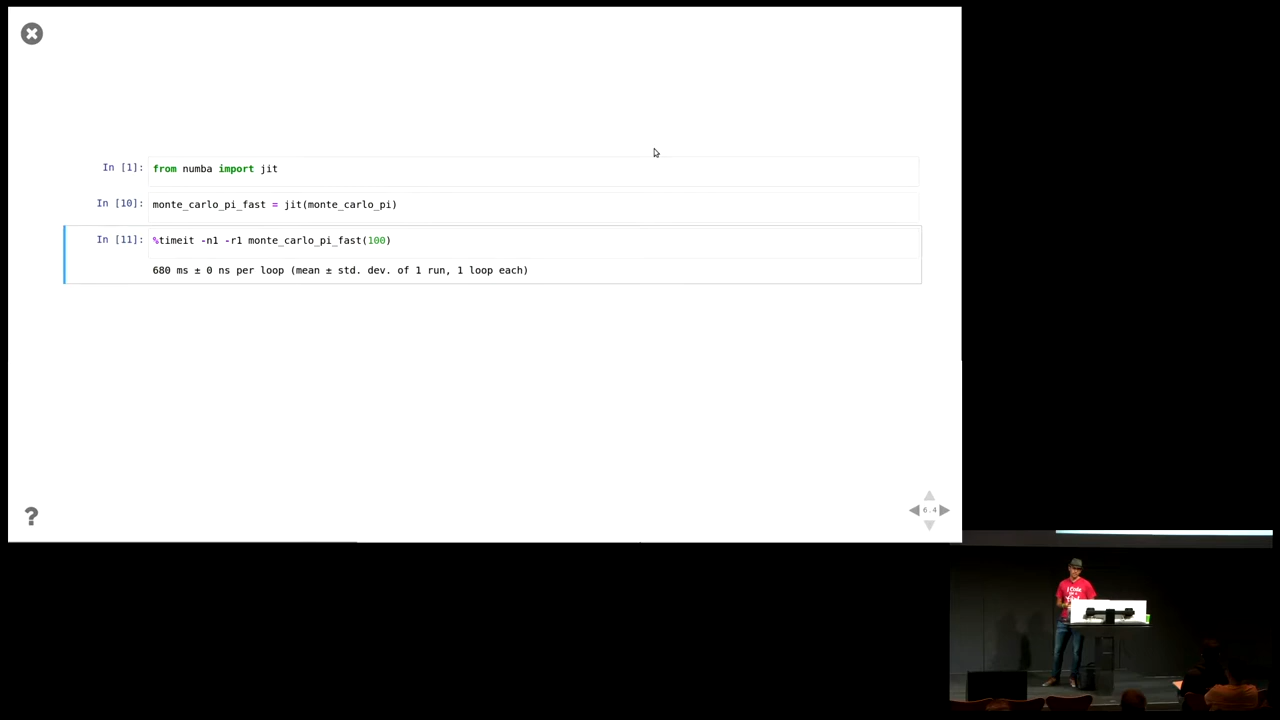 In [1]: from numba import jit
In [10]: monte_carlo_pi_fast = jit(monte_carlo_pi)
In [11]: %timeit -n1 -r1 monte_carlo_pi_fast(100)
680 ms ± 0 ns per loop (mean ± std. dev. of 1 run, 1 loop each)
?
6.4
I Code